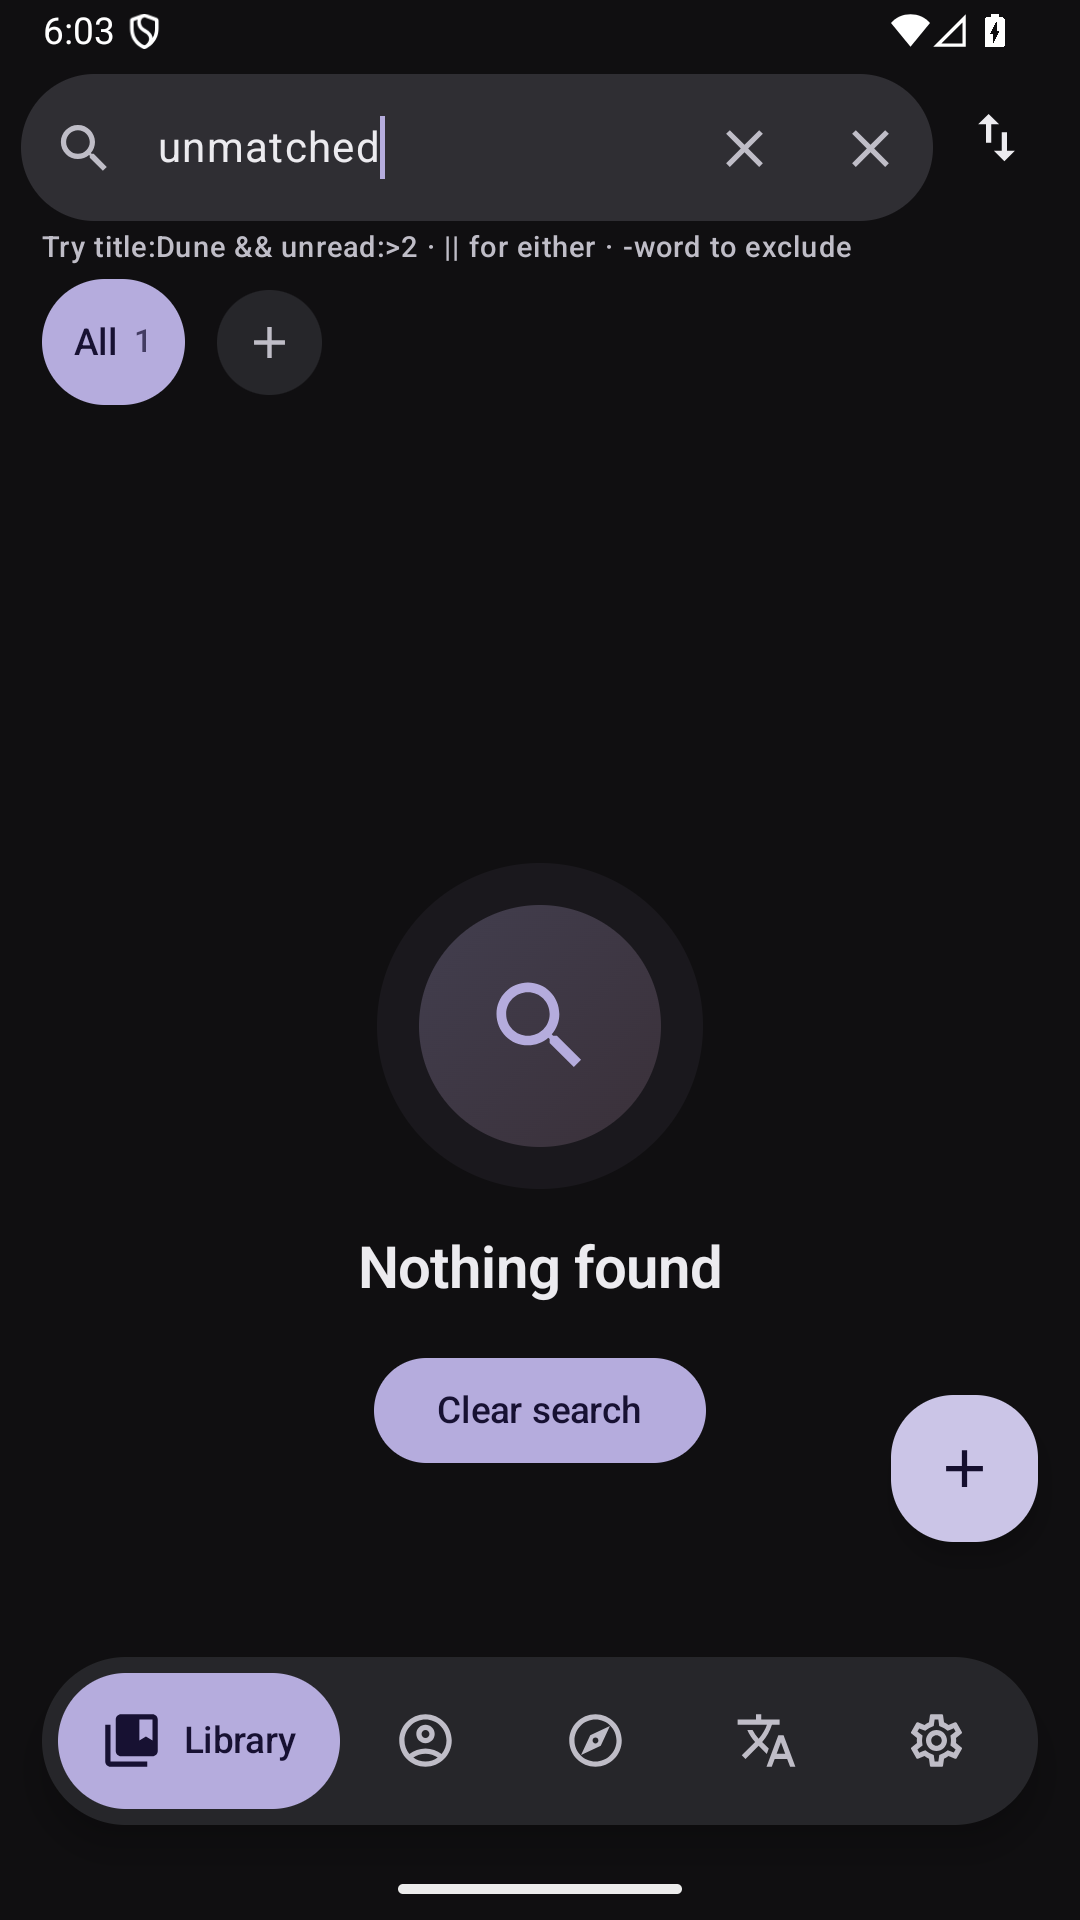 6:03
unmatched
Try title:Dune && unread:>2 · || for either · -word to exclude
All 1
Nothing found
Clear search
Library